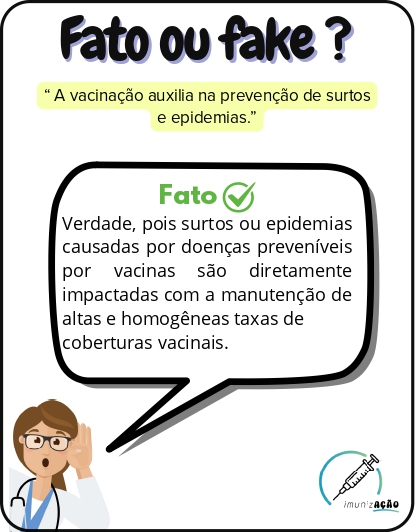 Fato ou fake ?
“ A vacinação auxilia na prevenção de surtos
e epidemias.”
Fato
Verdade, pois surtos ou epidemias
causadas por doenças preveníveis
por vacinas são diretamente
impactadas com a manutenção de
altas e homogêneas taxas de
coberturas vacinais.
imunizAÇÃO